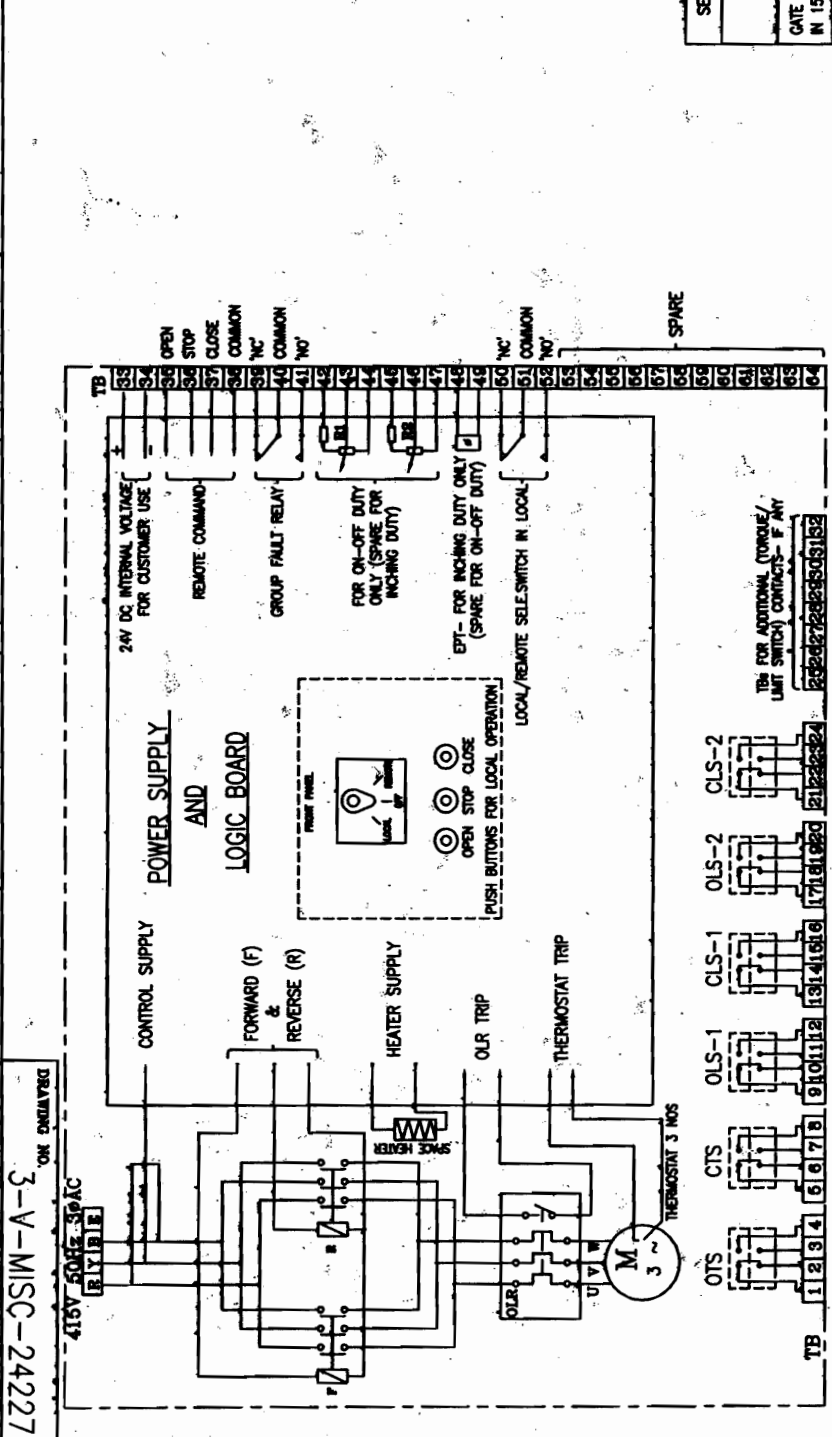 DRAWING NO.
3-V-MISC-24227
415V 50Hz 3øAC
R Y B E
CONTROL SUPPLY
FORWARD (F)
&
REVERSE (R)
HEATER SUPPLY
OLR TRIP
THERMOSTAT TRIP
SPACE HEATER
THERMOSTAT 3 NOS
F
R
OLR
U V W
M
3 ~
POWER SUPPLY
AND
LOGIC BOARD
FRONT PANEL
LOCAL OFF REMOTE
OPEN STOP CLOSE
PUSH BUTTONS FOR LOCAL OPERATION
24V DC INTERNAL VOLTAGE
FOR CUSTOMER USE
+
-
REMOTE COMMAND
GROUP FAULT RELAY
FOR ON-OFF DUTY
ONLY (SPARE FOR
INCHING DUTY)
R1
R2
EPT- FOR INCHING DUTY ONLY
(SPARE FOR ON-OFF DUTY)
LOCAL/REMOTE SELE.SWITCH IN LOCAL
TB
33
34
35 OPEN
36 STOP
37 CLOSE
38 COMMON
39 'NC'
40 COMMON
41 'NO'
42
43
44
45
46
47
48
49
50 'NC'
51 COMMON
52 'NO'
53
54
55
56
57
58
59
60
61
62
63
64
SPARE
OTS CTS OLS-1 CLS-1 OLS-2 CLS-2
TBs FOR ADDITIONAL (TORQUE/
LIMIT SWITCH) CONTACTS- IF ANY
TB
1 2 3 4 5 6 7 8 9 10 11 12 13 14 15 16 17 18 19 20 21 22 23 24 25 26 27 28 29 30 31 32
SE
GATE
IN 15